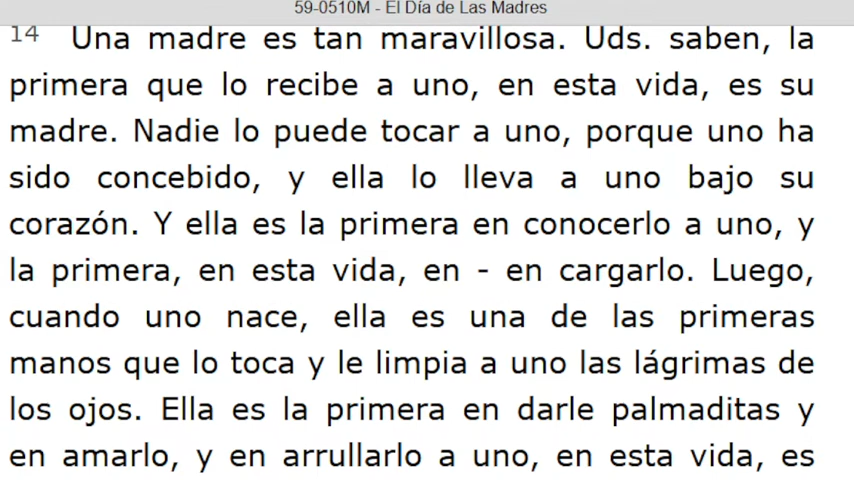 59-0510M - El Día de Las Madres
14 Una madre es tan maravillosa. Uds. saben, la
primera que lo recibe a uno, en esta vida, es su
madre. Nadie lo puede tocar a uno, porque uno ha
sido concebido, y ella lo lleva a uno bajo su
corazón. Y ella es la primera en conocerlo a uno, y
la primera, en esta vida, en - en cargarlo. Luego,
cuando uno nace, ella es una de las primeras
manos que lo toca y le limpia a uno las lágrimas de
los ojos. Ella es la primera en darle palmaditas y
en amarlo, y en arrullarlo a uno, en esta vida, es